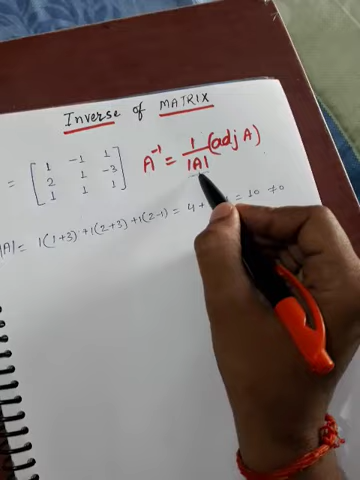 Inverse of MATRIX
= [ 1 -1 1
2 1 -3
1 1 1 ]
A⁻¹ = 1/|A| (adj A)
|A| = 1(1+3) +1(2+3) +1(2-1) = 4 + = 10 ≠0